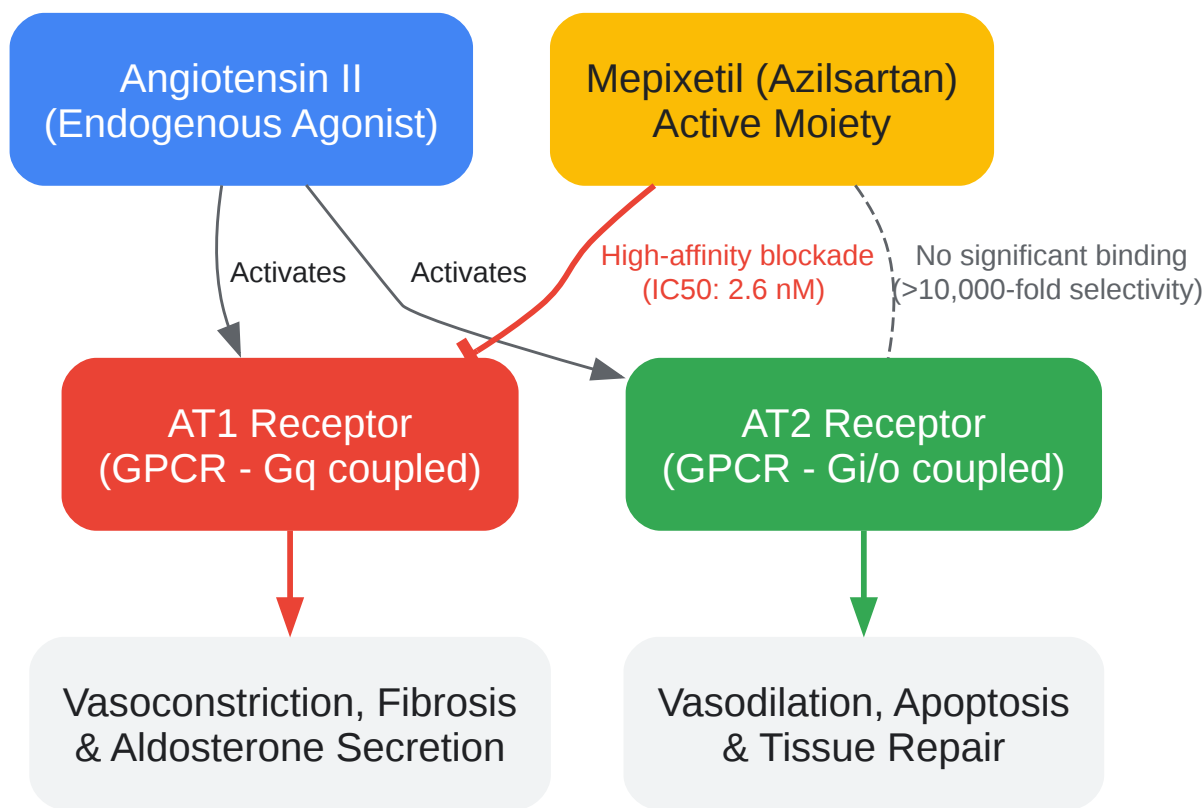 Angiotensin II
(Endogenous Agonist)
Mepixetil (Azilsartan)
Active Moiety
Activates
Activates
High-affinity blockade
(IC50: 2.6 nM)
No significant binding
(>10,000-fold selectivity)
AT1 Receptor
(GPCR - Gq coupled)
AT2 Receptor
(GPCR - Gi/o coupled)
Vasoconstriction, Fibrosis
& Aldosterone Secretion
Vasodilation, Apoptosis
& Tissue Repair